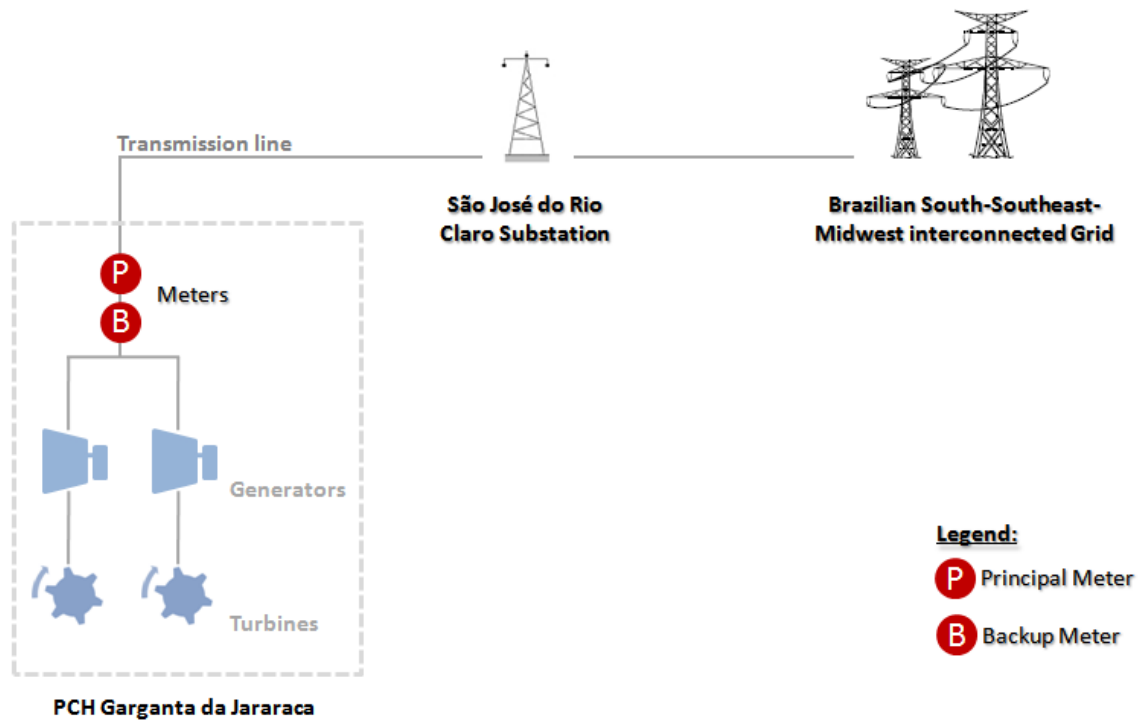 Transmission line
São José do Rio
Claro Substation
Brazilian South-Southeast-
Midwest interconnected Grid
P
Meters
B
Generators
Turbines
Legend:
P Principal Meter
B Backup Meter
PCH Garganta da Jararaca